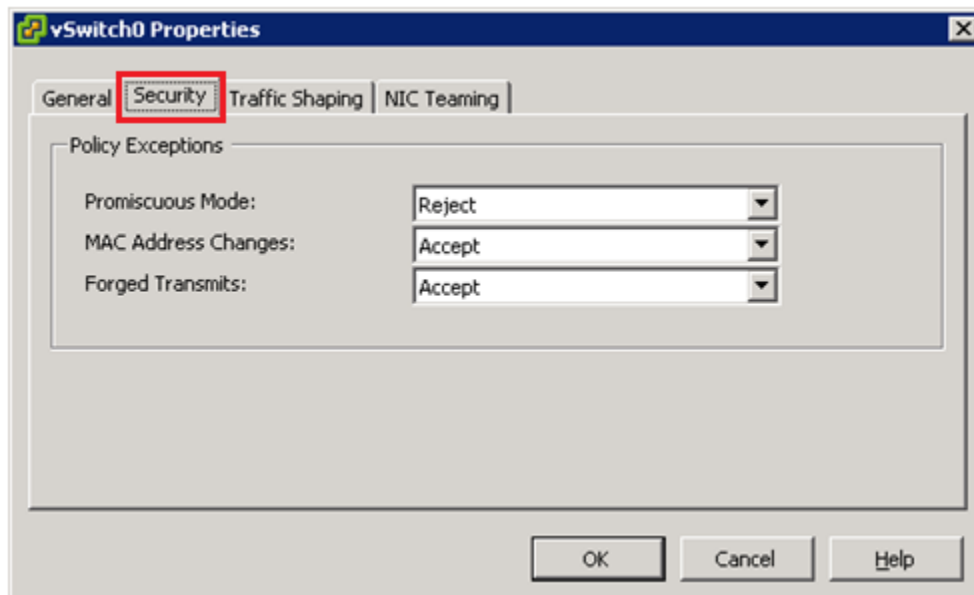 vSwitch0 Properties
General Security Traffic Shaping NIC Teaming
Policy Exceptions
Promiscuous Mode: Reject
MAC Address Changes: Accept
Forged Transmits: Accept
OK Cancel Help